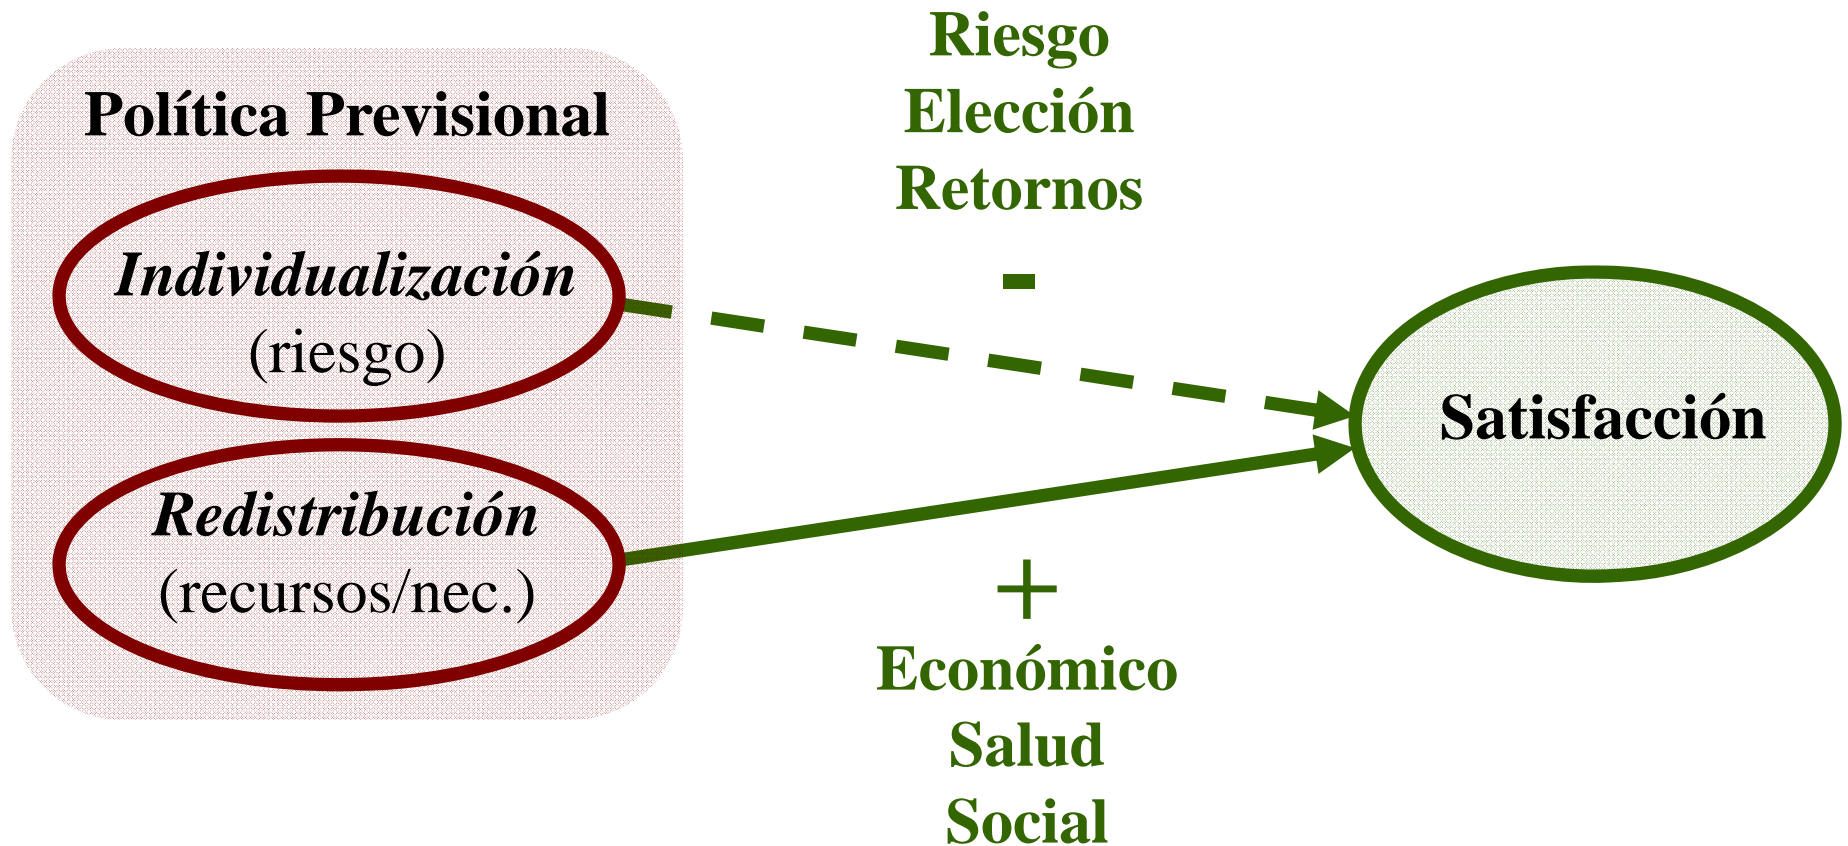 Política Previsional
Individualización
(riesgo)
Redistribución
(recursos/nec.)
Riesgo
Elección
Retornos
-
+
Económico
Salud
Social
Satisfacción